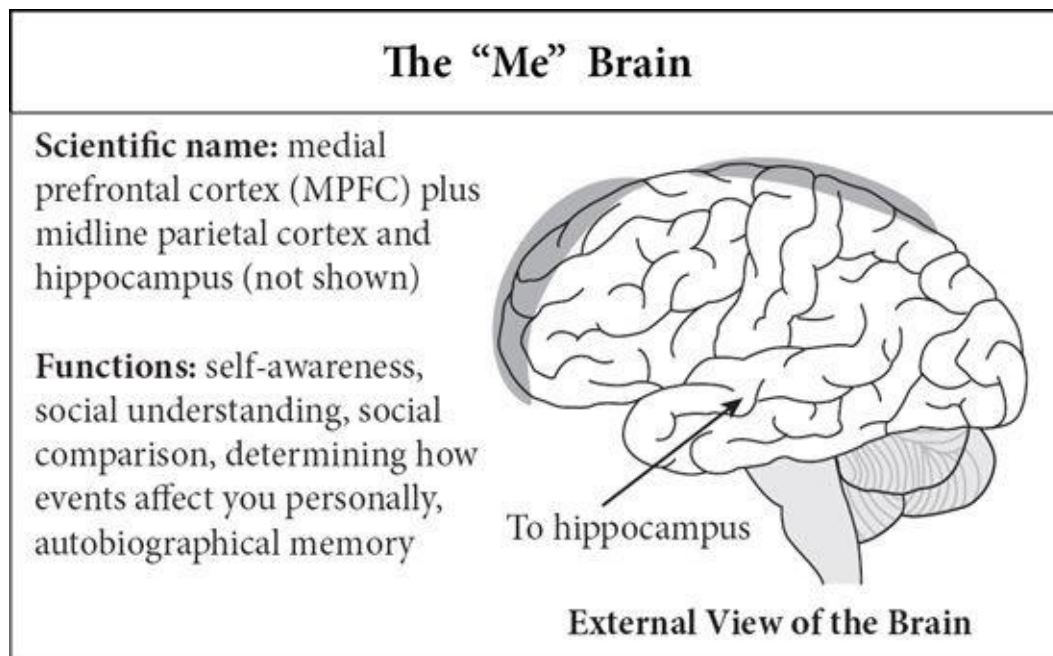 The “Me” Brain
Scientific name: medial
prefrontal cortex (MPFC) plus
midline parietal cortex and
hippocampus (not shown)
Functions: self-awareness,
social understanding, social
comparison, determining how
events affect you personally,
autobiographical memory
To hippocampus
External View of the Brain